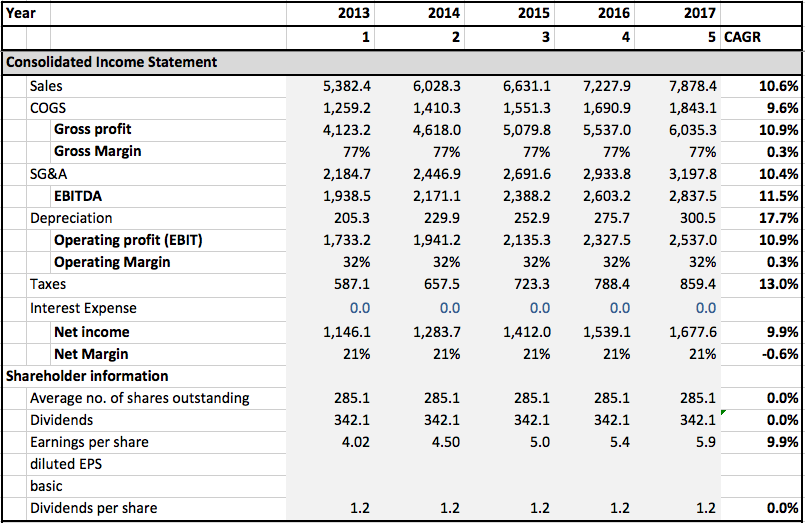 Year 2013 2014 2015 2016 2017
1 2 3 4 5 CAGR
Consolidated Income Statement
Sales 5,382.4 6,028.3 6,631.1 7,227.9 7,878.4 10.6%
COGS 1,259.2 1,410.3 1,551.3 1,690.9 1,843.1 9.6%
Gross profit 4,123.2 4,618.0 5,079.8 5,537.0 6,035.3 10.9%
Gross Margin 77% 77% 77% 77% 77% 0.3%
SG&A 2,184.7 2,446.9 2,691.6 2,933.8 3,197.8 10.4%
EBITDA 1,938.5 2,171.1 2,388.2 2,603.2 2,837.5 11.5%
Depreciation 205.3 229.9 252.9 275.7 300.5 17.7%
Operating profit (EBIT) 1,733.2 1,941.2 2,135.3 2,327.5 2,537.0 10.9%
Operating Margin 32% 32% 32% 32% 32% 0.3%
Taxes 587.1 657.5 723.3 788.4 859.4 13.0%
Interest Expense 0.0 0.0 0.0 0.0 0.0
Net income 1,146.1 1,283.7 1,412.0 1,539.1 1,677.6 9.9%
Net Margin 21% 21% 21% 21% 21% -0.6%
Shareholder information
Average no. of shares outstanding 285.1 285.1 285.1 285.1 285.1 0.0%
Dividends 342.1 342.1 342.1 342.1 342.1 0.0%
Earnings per share 4.02 4.50 5.0 5.4 5.9 9.9%
diluted EPS
basic
Dividends per share 1.2 1.2 1.2 1.2 1.2 0.0%